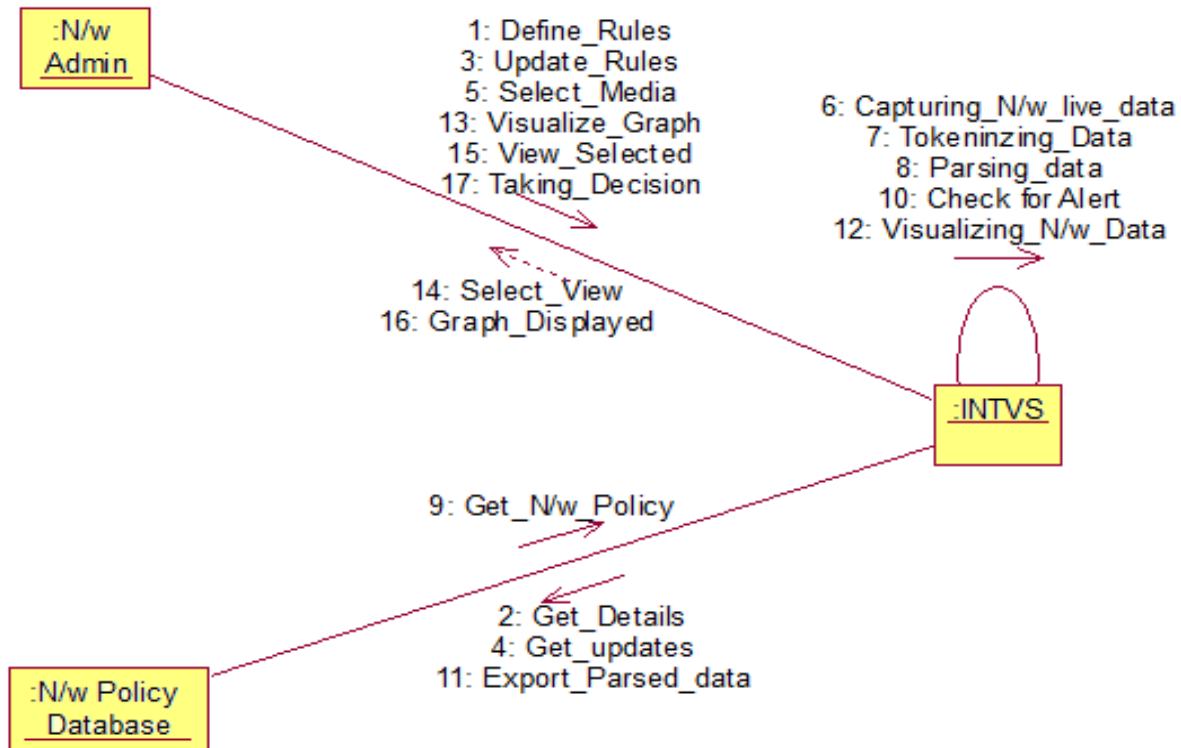 :N/w
Admin
1: Define_Rules
3: Update_Rules
5: Select_Media
13: Visualize_Graph
15: View_Selected
17: Taking_Decision
6: Capturing_N/w_live_data
7: Tokeninzing_Data
8: Parsing_data
10: Check for Alert
12: Visualizing_N/w_Data
14: Select_View
16: Graph_Displayed
:INTVS
9: Get_N/w_Policy
2: Get_Details
4: Get_updates
11: Export_Parsed_data
:N/w Policy
Database